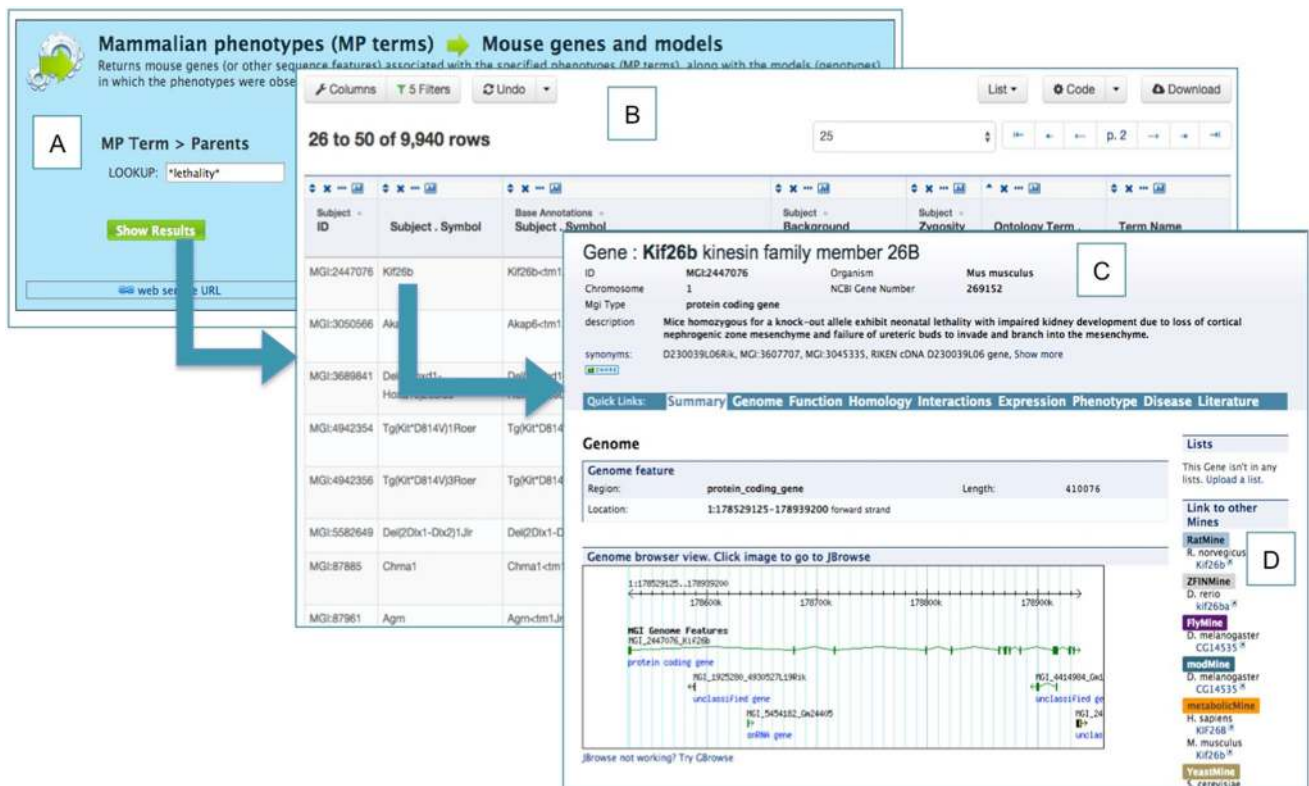 Mammalian phenotypes (MP terms) Mouse genes and models
Returns mouse genes (or other sequence features) associated with the specified phenotypes (MP terms), along with the models (genotypes)
in which the phenotypes were obse
A
MP Term > Parents
LOOKUP: *lethality*
Show Results
web service URL
Columns 5 Filters Undo List Code Download
B
26 to 50 of 9,940 rows 25 p. 2
Subject Base Annotations Subject Subject
ID Subject . Symbol Subject . Symbol Background Zygosity Ontology Term . Term Name
MGI:2447076 Kif26b Kif26b<tm1
MGI:3050566 Aka Akap6<tm1
MGI:3689841
MGI:4942354 Tg(Kit*D814V)1Roer Tg(Kit*D814
MGI:4942356 Tg(Kit*D814V)3Roer Tg(Kit*D814
MGI:5582649 Del(2Dlx1-Dlx2)1Jlr Del(2Dlx1-D
MGI:87885 Chrna1 Chrna1<tm
MGI:87961 Agrn Agrn<tm1J
Gene : Kif26b kinesin family member 26B
C
ID MGI:2447076 Organism Mus musculus
Chromosome 1 NCBI Gene Number 269152
Mgi Type protein coding gene
description Mice homozygous for a knock-out allele exhibit neonatal lethality with impaired kidney development due to loss of cortical
nephrogenic zone mesenchyme and failure of ureteric buds to invade and branch into the mesenchyme.
synonyms: D230039L06Rik, MGI:3607707, MGI:3045335, RIKEN cDNA D230039L06 gene, Show more
Quick Links: Summary Genome Function Homology Interactions Expression Phenotype Disease Literature
Genome
Genome feature
Region: protein_coding_gene Length: 410076
Location: 1:178529125-178939200 forward strand
Genome browser view. Click image to go to JBrowse
1:178529125..178939200
178600k 178700k 178800k 178900k
MGI Genome Features
MGI_2447076_Kif26b
protein coding gene
MGI_1925280_4930527L19Rik MGI_4414984_Gm1
unclassified gene unclassified ge
MGI_5454182_Gm24405 MGI_24
snRNA gene unclas
JBrowse not working? Try GBrowse
Lists
This Gene isn't in any
lists. Upload a list.
Link to other
Mines
D
RatMine
R. norvegicus
Kif26b
ZFINMine
D. rerio
kif26ba
FlyMine
D. melanogaster
CG14535
modMine
D. melanogaster
CG14535
metabolicMine
H. sapiens
KIF26B
M. musculus
Kif26b
YeastMine
S. cerevisiae